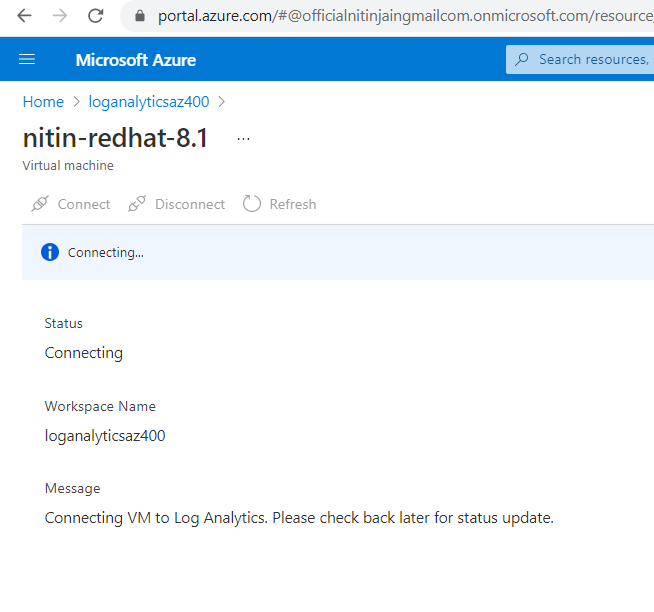 portal.azure.com/#@officialnitinjaingmailcom.onmicrosoft.com/resource
Microsoft Azure
Search resources,
Home > loganalyticsaz400 >
nitin-redhat-8.1 ...
Virtual machine
Connect Disconnect Refresh
Connecting...
Status
Connecting
Workspace Name
loganalyticsaz400
Message
Connecting VM to Log Analytics. Please check back later for status update.